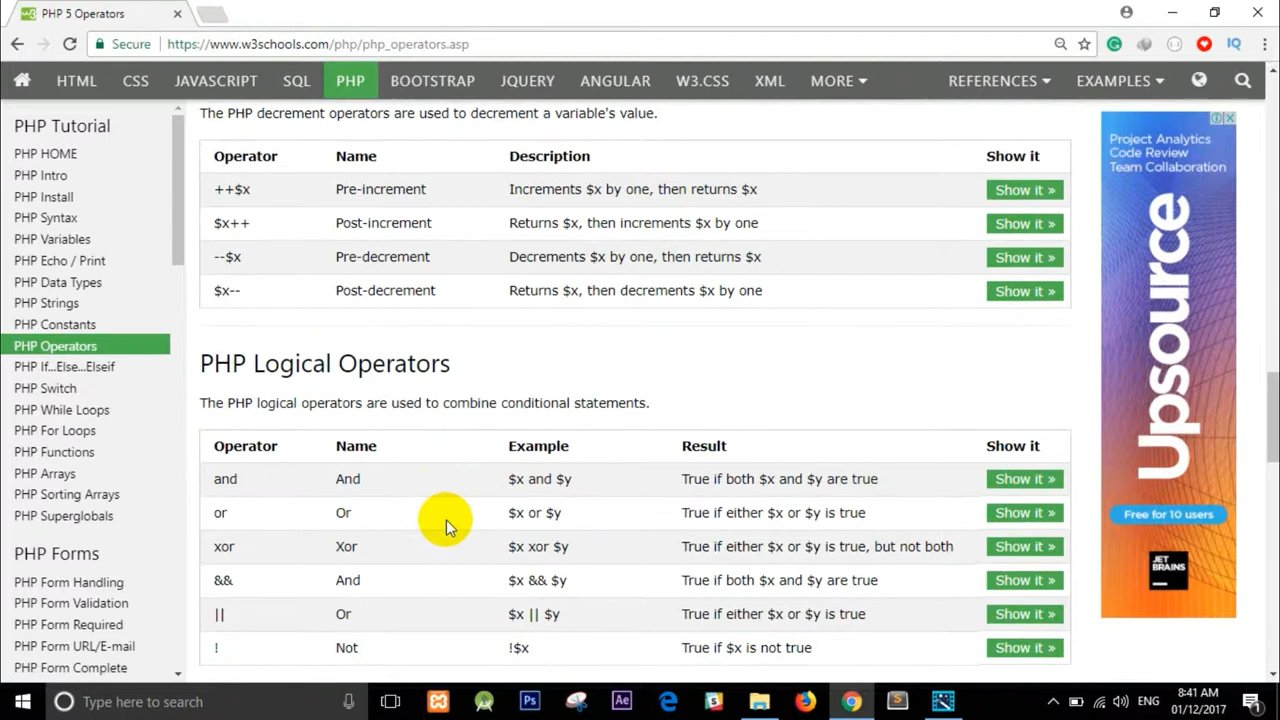 PHP 5 Operators
Secure https://www.w3schools.com/php/php_operators.asp
HTML CSS JAVASCRIPT SQL PHP BOOTSTRAP JQUERY ANGULAR W3.CSS XML MORE REFERENCES EXAMPLES
PHP Tutorial
PHP HOME
PHP Intro
PHP Install
PHP Syntax
PHP Variables
PHP Echo / Print
PHP Data Types
PHP Strings
PHP Constants
PHP Operators
PHP If...Else...Elseif
PHP Switch
PHP While Loops
PHP For Loops
PHP Functions
PHP Arrays
PHP Sorting Arrays
PHP Superglobals
PHP Forms
PHP Form Handling
PHP Form Validation
PHP Form Required
PHP Form URL/E-mail
PHP Form Complete
The PHP decrement operators are used to decrement a variable's value.
Operator Name Description Show it
++$x Pre-increment Increments $x by one, then returns $x Show it »
$x++ Post-increment Returns $x, then increments $x by one Show it »
--$x Pre-decrement Decrements $x by one, then returns $x Show it »
$x-- Post-decrement Returns $x, then decrements $x by one Show it »
PHP Logical Operators
The PHP logical operators are used to combine conditional statements.
Operator Name Example Result Show it
and And $x and $y True if both $x and $y are true Show it »
or Or $x or $y True if either $x or $y is true Show it »
xor Xor $x xor $y True if either $x or $y is true, but not both Show it »
&& And $x && $y True if both $x and $y are true Show it »
|| Or $x || $y True if either $x or $y is true Show it »
! Not !$x True if $x is not true Show it »
Project Analytics
Code Review
Team Collaboration
Upsource
Free for 10 users
JET
BRAINS
Type here to search
Ps
Ae
ENG
8:41 AM
01/12/2017